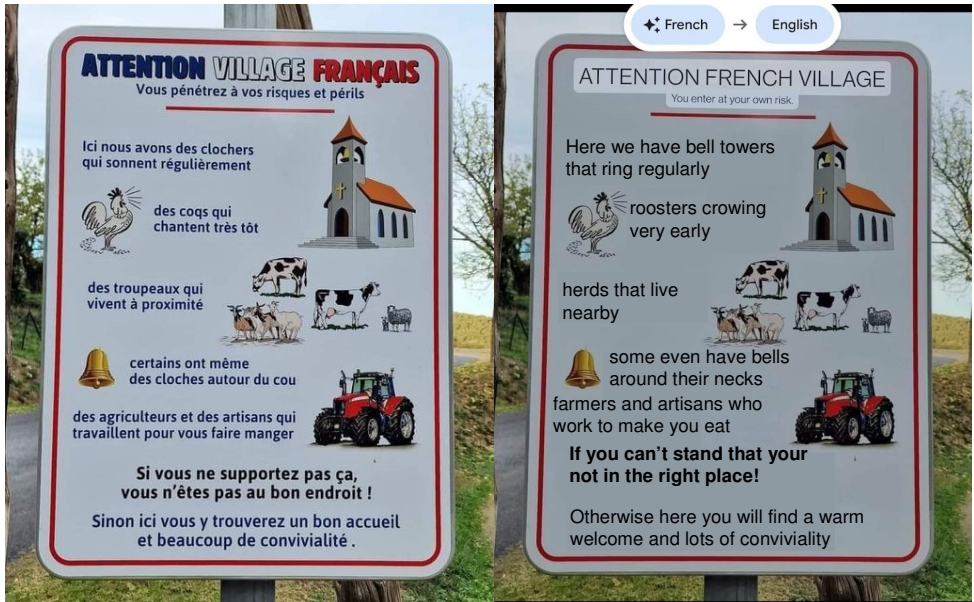 ATTENTION VILLAGE FRANÇAIS
Vous pénétrez à vos risques et périls
Ici nous avons des clochers
qui sonnent régulièrement
des coqs qui
chantent très tôt
des troupeaux qui
vivent à proximité
certains ont même
des cloches autour du cou
des agriculteurs et des artisans qui
travaillent pour vous faire manger
Si vous ne supportez pas ça,
vous n'êtes pas au bon endroit !
Sinon ici vous y trouverez un bon accueil
et beaucoup de convivialité .
French → English
ATTENTION FRENCH VILLAGE
You enter at your own risk.
Here we have bell towers
that ring regularly
roosters crowing
very early
herds that live
nearby
some even have bells
around their necks
farmers and artisans who
work to make you eat
If you can't stand that your
not in the right place!
Otherwise here you will find a warm
welcome and lots of conviviality